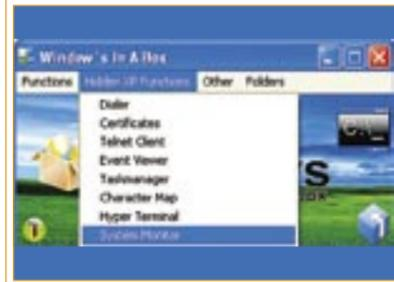 Window's In A Box
Functions Hidden XP Functions Other Folders
Dialer
Certificates
Telnet Client
Event Viewer
Taskmanager
Character Map
Hyper Terminal
System Monitor
C:\_
S